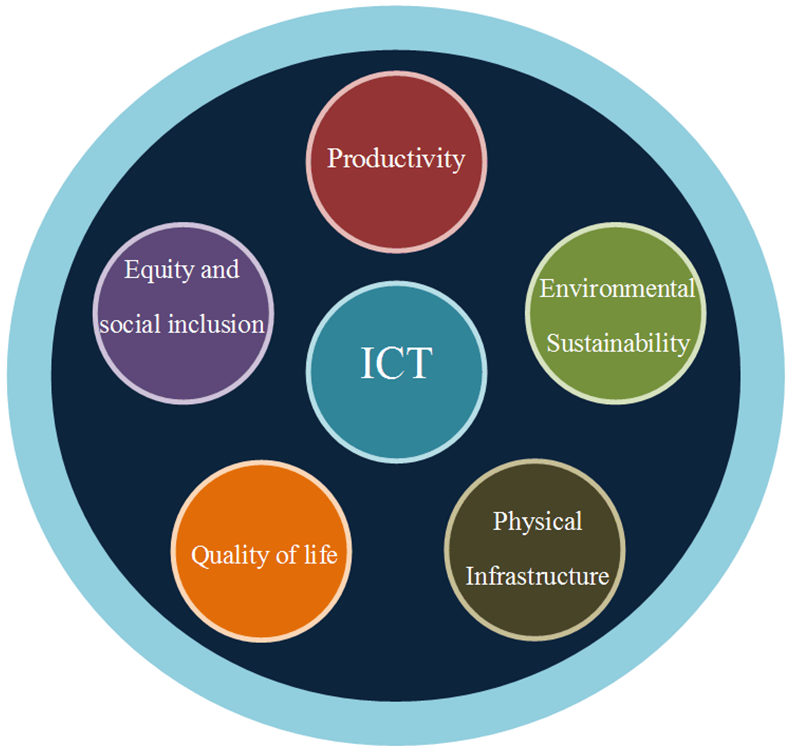 Productivity
Equity and
social inclusion
Environmental
Sustainability
ICT
Quality of life
Physical
Infrastructure